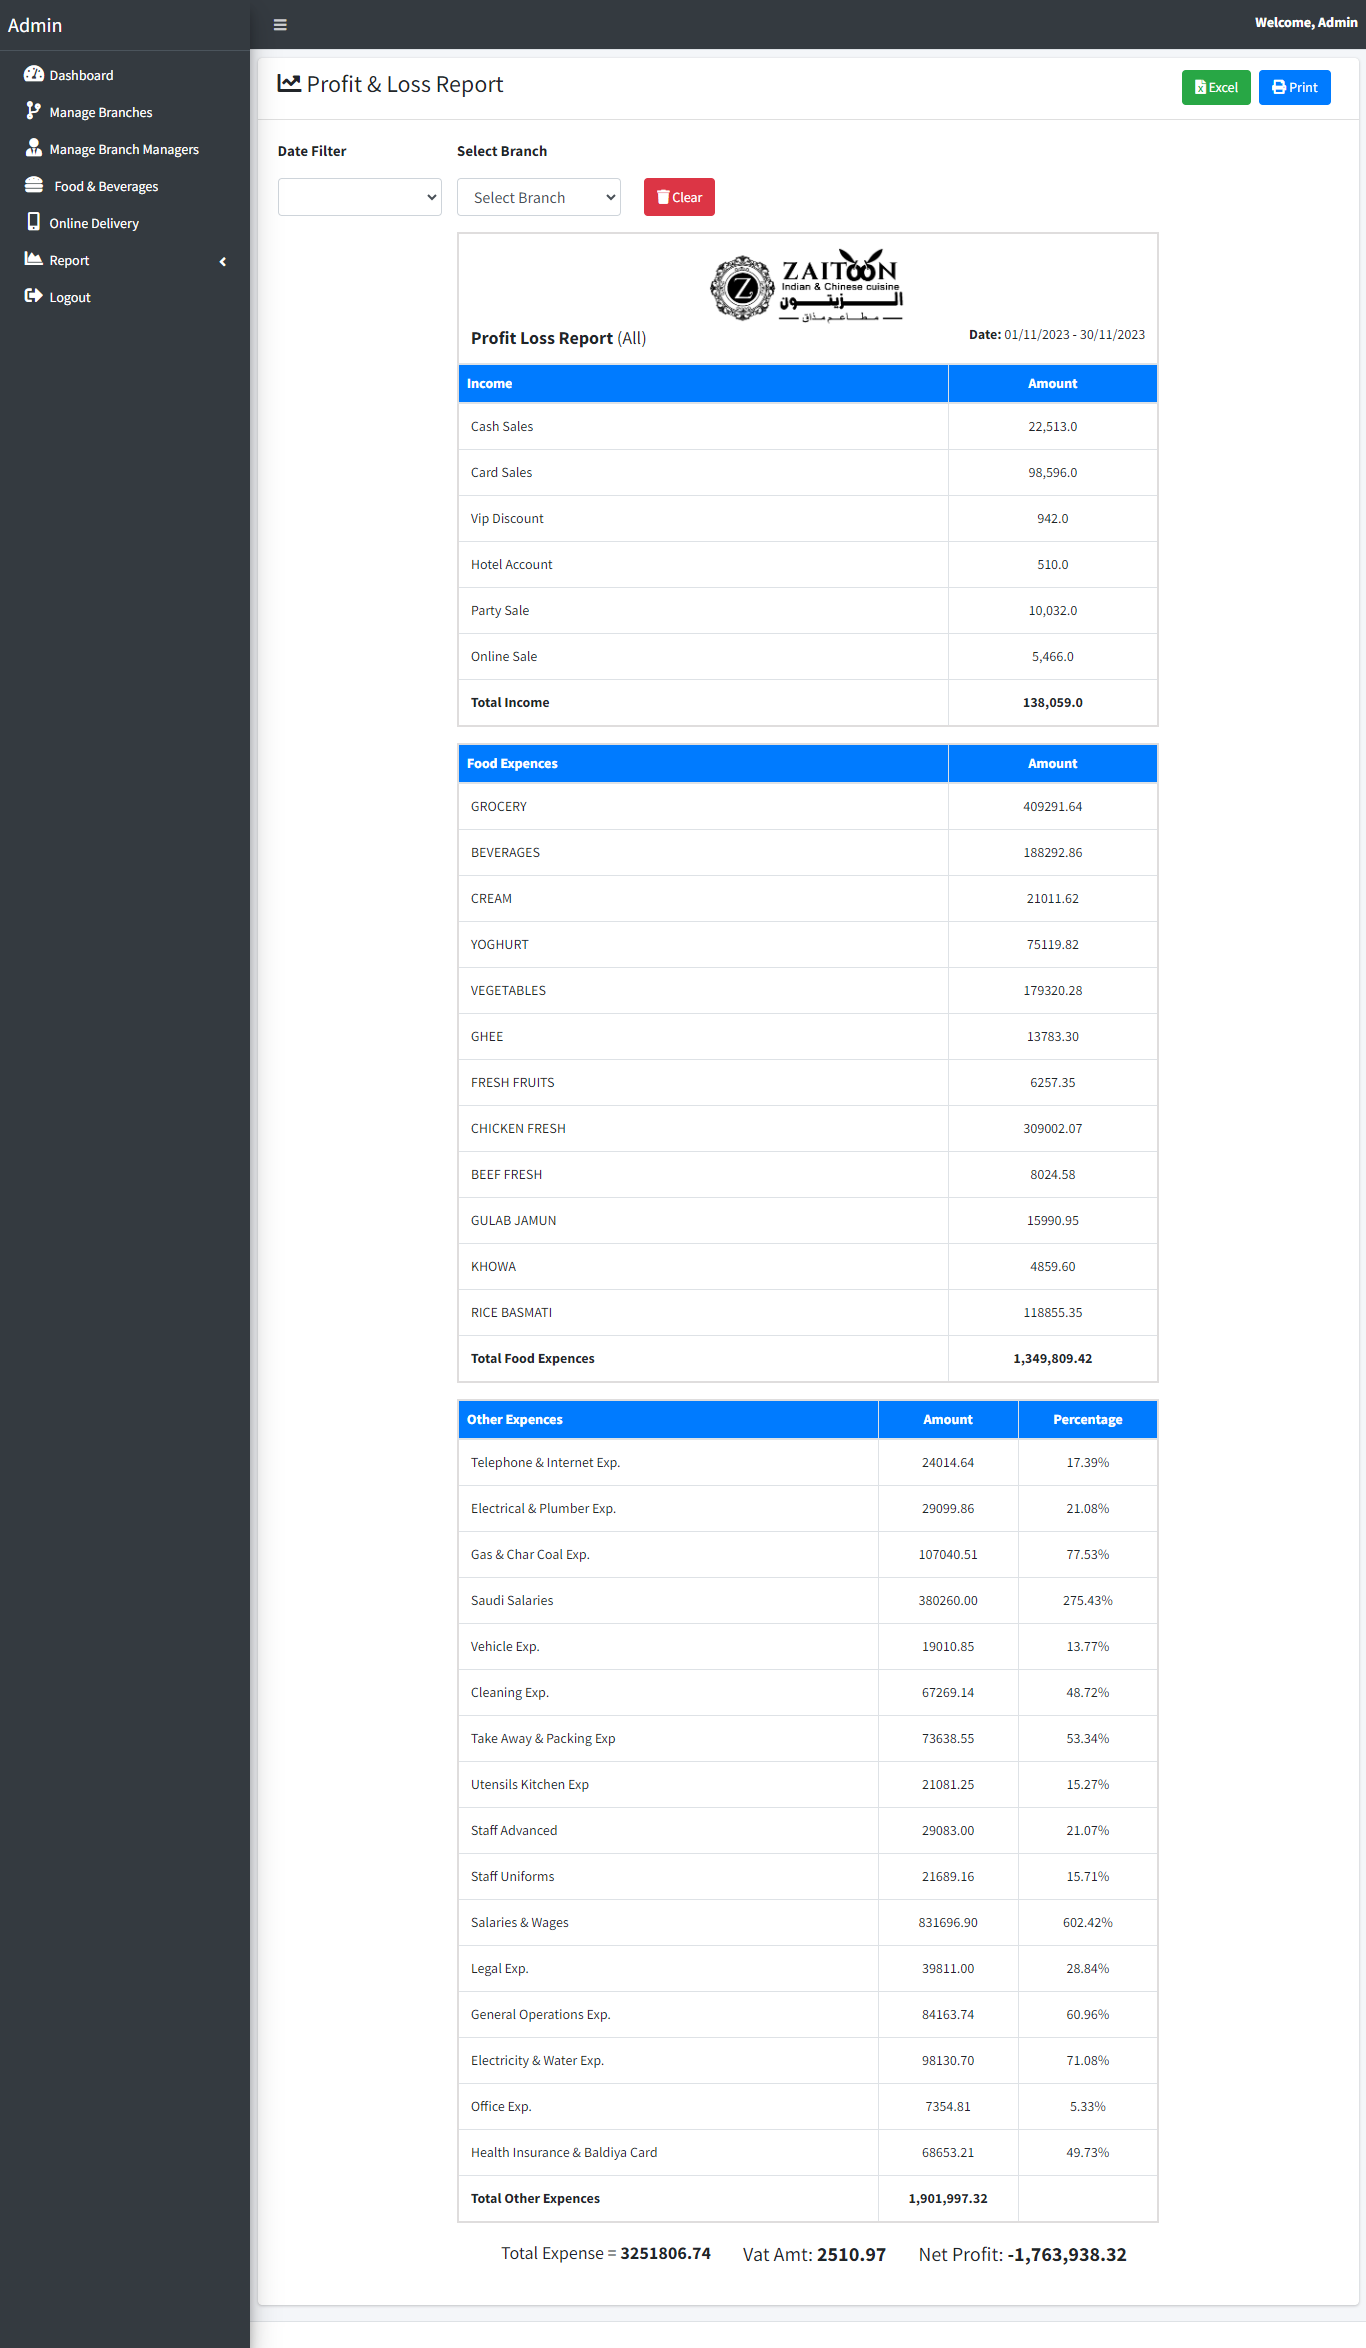 Admin
Welcome, Admin
Dashboard
Manage Branches
Manage Branch Managers
Food & Beverages
Online Delivery
Report
Logout
Profit & Loss Report
Excel Print
Date Filter Select Branch
Select Branch Clear
Z ZAITOON
Indian & Chinese cuisine
الـــزيتــون
مطاعم مذاق
Profit Loss Report (All) Date: 01/11/2023 - 30/11/2023
Income Amount
Cash Sales 22,513.0
Card Sales 98,596.0
Vip Discount 942.0
Hotel Account 510.0
Party Sale 10,032.0
Online Sale 5,466.0
Total Income 138,059.0
Food Expences Amount
GROCERY 409291.64
BEVERAGES 188292.86
CREAM 21011.62
YOGHURT 75119.82
VEGETABLES 179320.28
GHEE 13783.30
FRESH FRUITS 6257.35
CHICKEN FRESH 309002.07
BEEF FRESH 8024.58
GULAB JAMUN 15990.95
KHOWA 4859.60
RICE BASMATI 118855.35
Total Food Expences 1,349,809.42
Other Expences Amount Percentage
Telephone & Internet Exp. 24014.64 17.39%
Electrical & Plumber Exp. 29099.86 21.08%
Gas & Char Coal Exp. 107040.51 77.53%
Saudi Salaries 380260.00 275.43%
Vehicle Exp. 19010.85 13.77%
Cleaning Exp. 67269.14 48.72%
Take Away & Packing Exp 73638.55 53.34%
Utensils Kitchen Exp 21081.25 15.27%
Staff Advanced 29083.00 21.07%
Staff Uniforms 21689.16 15.71%
Salaries & Wages 831696.90 602.42%
Legal Exp. 39811.00 28.84%
General Operations Exp. 84163.74 60.96%
Electricity & Water Exp. 98130.70 71.08%
Office Exp. 7354.81 5.33%
Health Insurance & Baldiya Card 68653.21 49.73%
Total Other Expences 1,901,997.32
Total Expense = 3251806.74 Vat Amt: 2510.97 Net Profit: -1,763,938.32